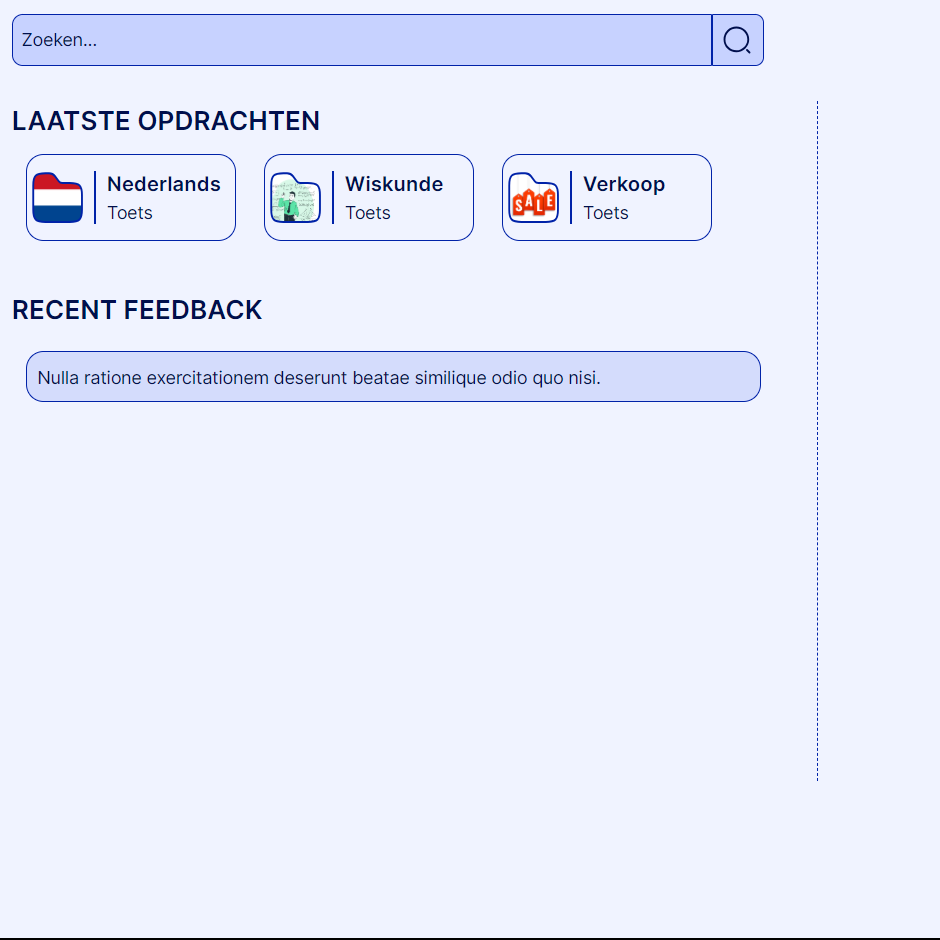 Zoeken...
LAATSTE OPDRACHTEN
Nederlands
Toets
Wiskunde
Toets
SALE
Verkoop
Toets
RECENT FEEDBACK
Nulla ratione exercitationem deserunt beatae similique odio quo nisi.